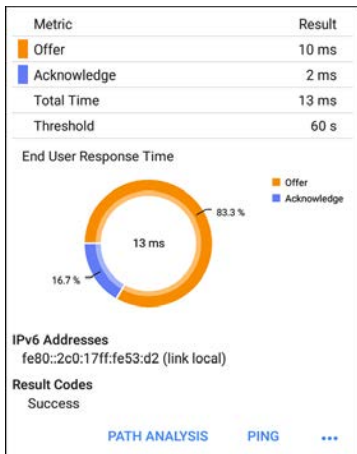 Metric Result
Offer 10 ms
Acknowledge 2 ms
Total Time 13 ms
Threshold 60 s
End User Response Time
Offer
Acknowledge
83.3 %
13 ms
16.7 %
IPv6 Addresses
fe80::2c0:17ff:fe53:d2 (link local)
Result Codes
Success
PATH ANALYSIS PING •••